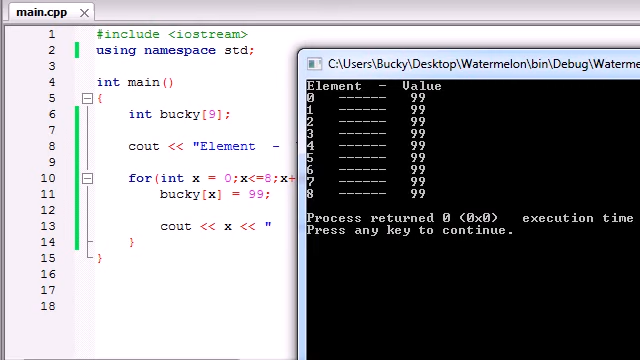 main.cpp
1 #include <iostream>
2 using namespace std;
3
4 int main()
5 {
6 int bucky[9];
7
8 cout << "Element -
9
10 for(int x = 0;x<=8;x+
11 bucky[x] = 99;
12
13 cout << x << "
14 }
15 }
16
17
18
C:\Users\Bucky\Desktop\Watermelon\bin\Debug\Waterme
Element - Value
0 ------ 99
1 ------ 99
2 ------ 99
3 ------ 99
4 ------ 99
5 ------ 99
6 ------ 99
7 ------ 99
8 ------ 99
Process returned 0 (0x0) execution time
Press any key to continue.